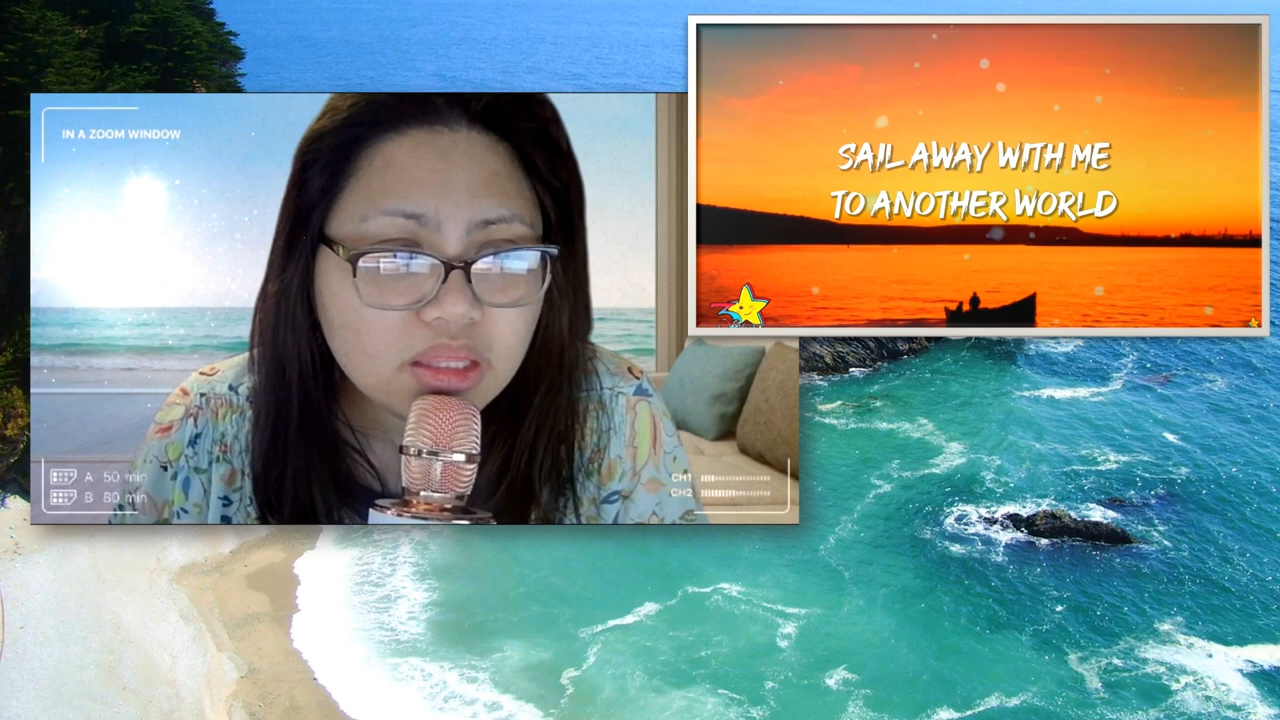 IN A ZOOM WINDOW
SAIL AWAY WITH ME
TO ANOTHER WORLD
A 50 min
B 80 min
CH1
CH2